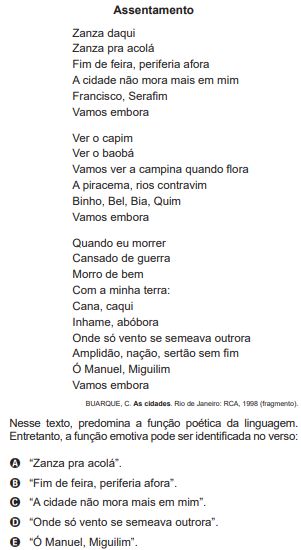 Assentamento
Zanza daqui
Zanza pra acolá
Fim de feira, periferia afora
A cidade não mora mais em mim
Francisco, Serafim
Vamos embora
Ver o capim
Ver o baobá
Vamos ver a campina quando flora
A piracema, rios contravim
Binho, Bel, Bia, Quim
Vamos embora
Quando eu morrer
Cansado de guerra
Morro de bem
Com a minha terra:
Cana, caqui
Inhame, abóbora
Onde só vento se semeava outrora
Amplidão, nação, sertão sem fim
Ó Manuel, Miguilim
Vamos embora
BUARQUE, C. As cidades. Rio de Janeiro: RCA, 1998 (fragmento).
Nesse texto, predomina a função poética da linguagem.
Entretanto, a função emotiva pode ser identificada no verso:
A “Zanza pra acolá”.
B “Fim de feira, periferia afora”.
C “A cidade não mora mais em mim”.
D “Onde só vento se semeava outrora”.
E “Ó Manuel, Miguilim”.